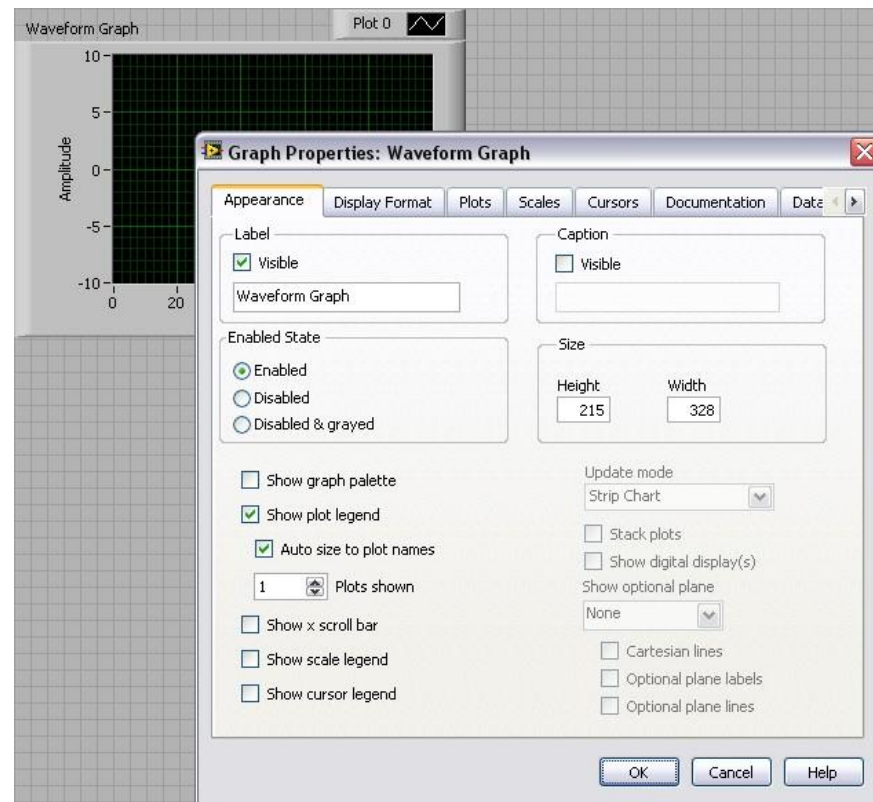 Waveform Graph
Plot 0
10
5
0
-5
-10
Amplitude
0
20
Graph Properties: Waveform Graph
Appearance
Display Format
Plots
Scales
Cursors
Documentation
Data
Label
Visible
Waveform Graph
Caption
Visible
Enabled State
Enabled
Disabled
Disabled & grayed
Size
Height
Width
215
328
Show graph palette
Show plot legend
Auto size to plot names
1 Plots shown
Show x scroll bar
Show scale legend
Show cursor legend
Update mode
Strip Chart
Stack plots
Show digital display(s)
Show optional plane
None
Cartesian lines
Optional plane labels
Optional plane lines
OK
Cancel
Help